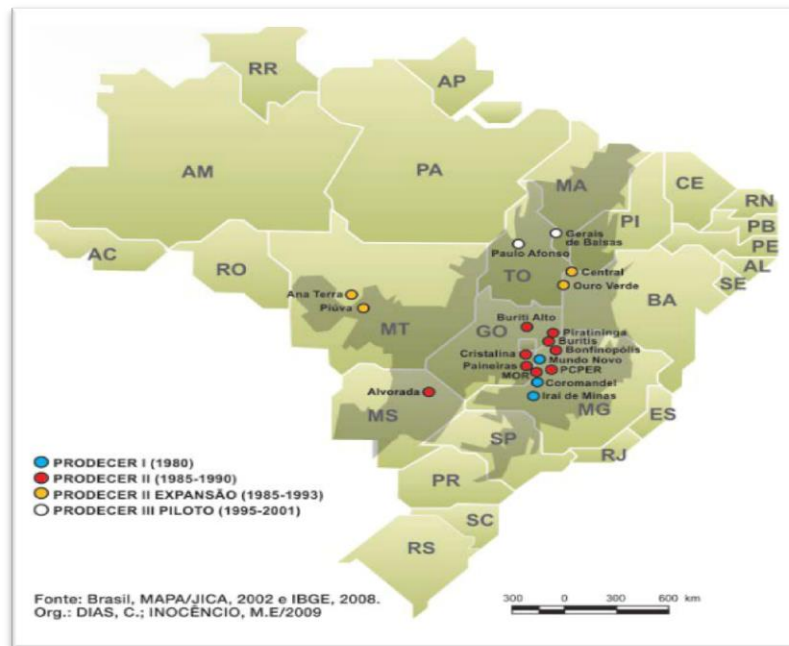 RR
AP
AM
PA
MA
CE
RN
PB
PE
AL
SE
PI
AC
RO
Gerais
de Balsas
Paulo Afonso
TO
Central
Ouro Verde
BA
Ana Terra
Piúva
MT
GO
Buriti Alto
Piratininga
Buritis
Bonfinopólis
Cristalina
Mundo Novo
Paineiras
PCPER
MOR
Coromandel
Iraí de Minas
Alvorada
MS
MG
ES
SP
RJ
PR
SC
RS
PRODECER I (1980)
PRODECER II (1985-1990)
PRODECER II EXPANSÃO (1985-1993)
PRODECER III PILOTO (1995-2001)
Fonte: Brasil, MAPA/JICA, 2002 e IBGE, 2008.
Org.: DIAS, C.; INOCÊNCIO, M.E/2009
300 0 300 600 km